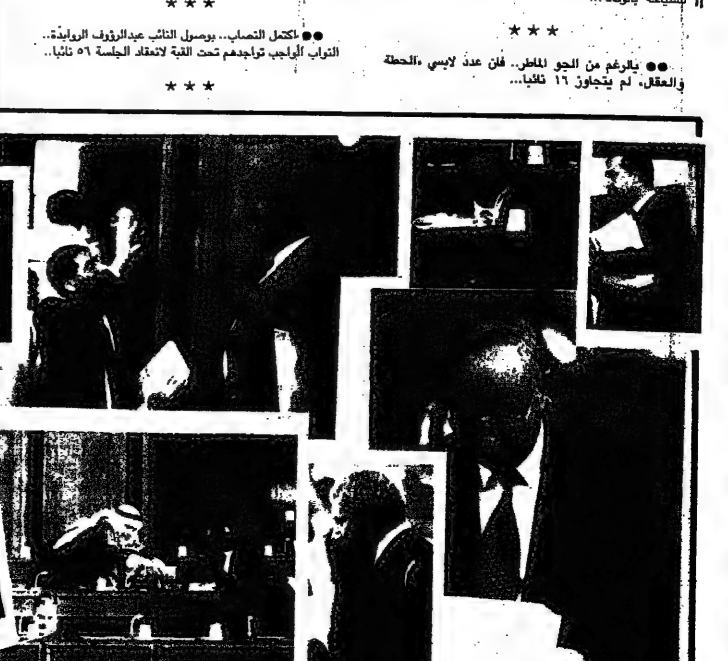 * * *
●● بالرغم من الجو الماطر.. فان عدد لابسي «الحطة
والعقال» لم يتجاوز ١٦ نائبا...
* * *
●● اكتمل النصاب.. بوصول النائب عبدالرؤوف الروابدة..
النواب الواجب تواجدهم تحت القبة لانعقاد الجلسة ٥٦ نائبا..
* * *